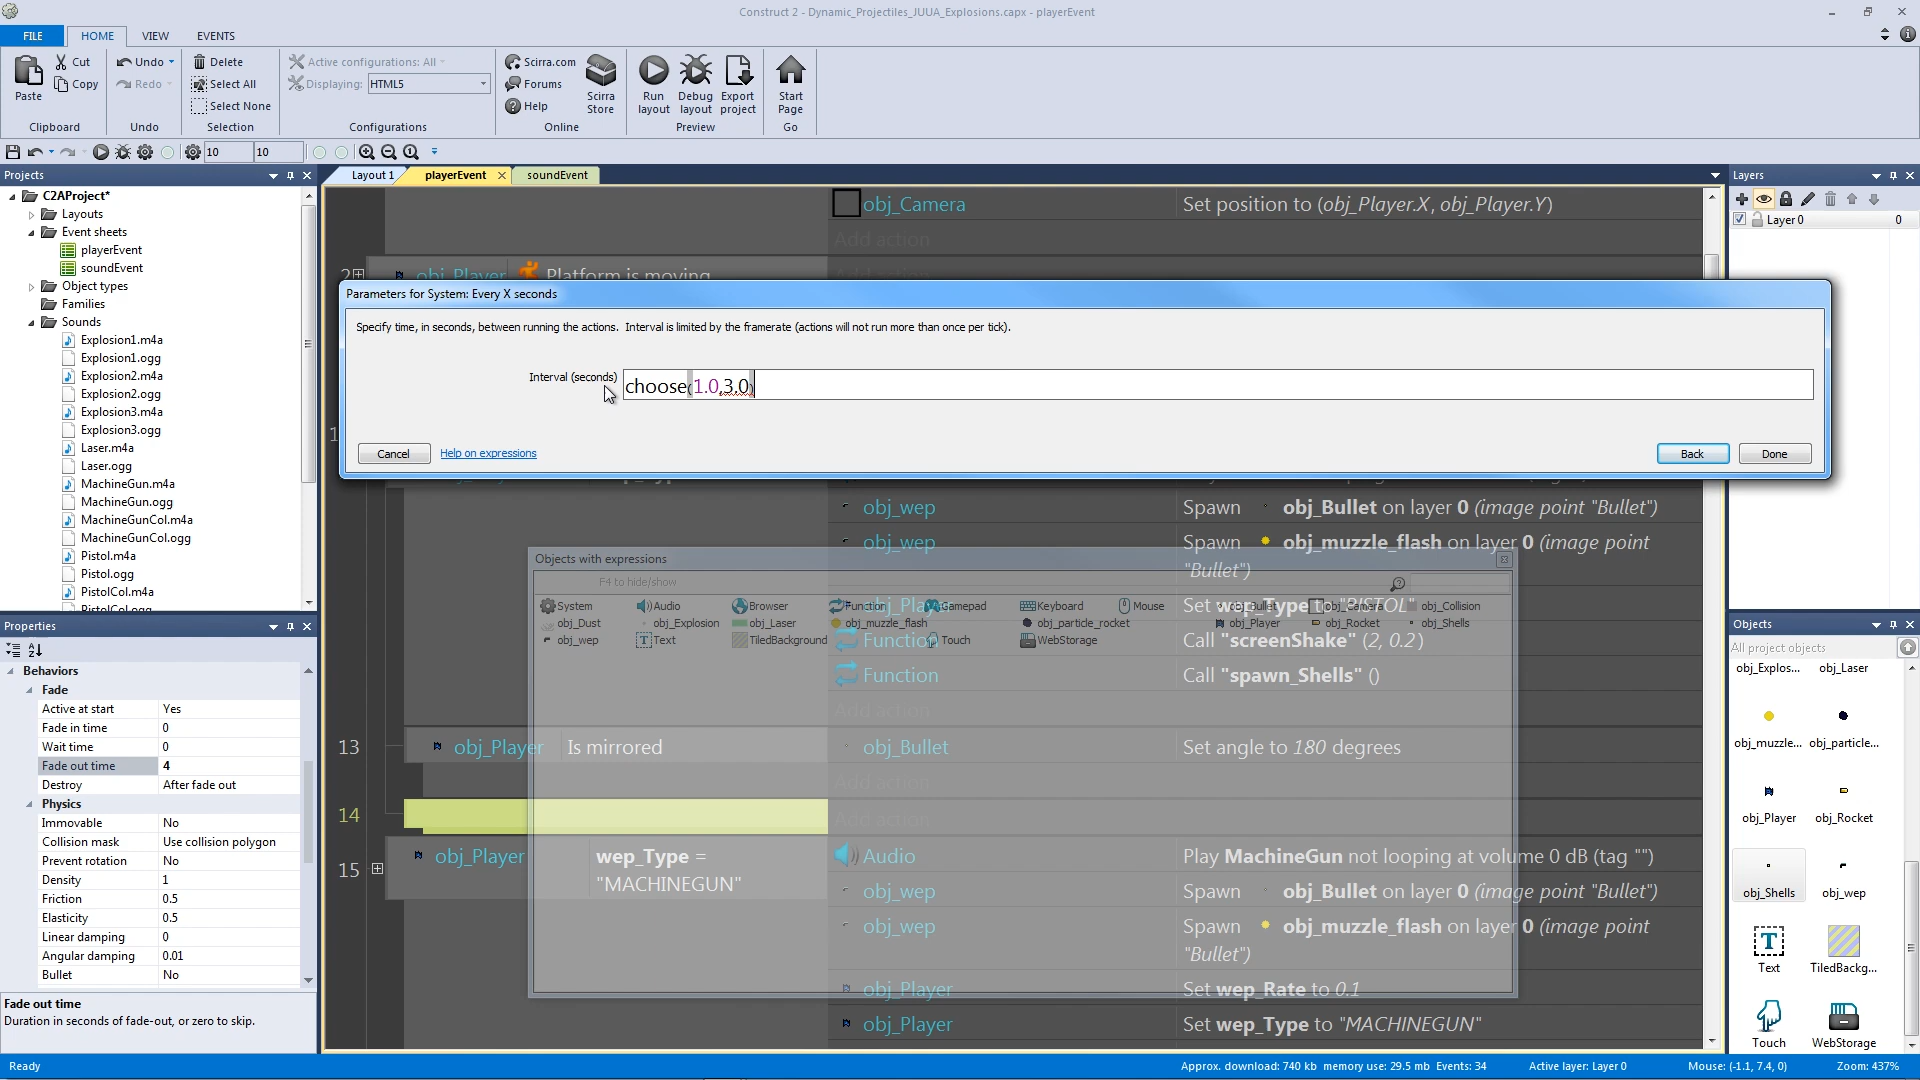 Construct 2 - Dynamic_Projectiles_JUUA_Explosions.capx - playerEvent
FILE HOME VIEW EVENTS
Paste
Cut
Copy
Clipboard
Undo
Redo
Undo
Delete
Select All
Select None
Selection
Active configurations: All
Displaying: HTML5
Configurations
Scirra.com
Forums
Help
Scirra
Store
Online
Run
layout
Debug
layout
Export
project
Preview
Start
Page
Go
10 10
Projects
C2AProject*
Layouts
Event sheets
playerEvent
soundEvent
Object types
Families
Sounds
Explosion1.m4a
Explosion1.ogg
Explosion2.m4a
Explosion2.ogg
Explosion3.m4a
Explosion3.ogg
Laser.m4a
Laser.ogg
MachineGun.m4a
MachineGun.ogg
MachineGunCol.m4a
MachineGunCol.ogg
Pistol.m4a
Pistol.ogg
PistolCol.m4a
PistolCol.ogg
Properties
Behaviors
Fade
Active at start Yes
Fade in time 0
Wait time 0
Fade out time 4
Destroy After fade out
Physics
Immovable No
Collision mask Use collision polygon
Prevent rotation No
Density 1
Friction 0.5
Elasticity 0.5
Linear damping 0
Angular damping 0.01
Bullet No
Fade out time
Duration in seconds of fade-out, or zero to skip.
Layout 1 playerEvent soundEvent
obj_Camera Set position to (obj_Player.X, obj_Player.Y)
Add action
2 obj_Player Platform is moving
Parameters for System: Every X seconds
Specify time, in seconds, between running the actions. Interval is limited by the framerate (actions will not run more than once per tick).
Interval (seconds) choose(1.0,3.0)
Cancel Help on expressions Back Done
obj_wep Spawn obj_Bullet on layer 0 (image point "Bullet")
obj_wep Spawn obj_muzzle_flash on layer 0 (image point
"Bullet")
Objects with expressions
F4 to hide/show
System Audio Browser Function Gamepad Keyboard Mouse obj_Bullet obj_Camera obj_Collision
obj_Dust obj_Explosion obj_Laser obj_muzzle_flash obj_particle_rocket obj_Player obj_Rocket obj_Shells
obj_wep Text TiledBackground Touch WebStorage
obj_Player Set wep_Type to "PISTOL"
Function Call "screenShake" (2, 0.2)
Function Call "spawn_Shells" ()
Add action
13 obj_Player Is mirrored obj_Bullet Set angle to 180 degrees
Add action
14 Add action
15 obj_Player wep_Type =
"MACHINEGUN"
Audio Play MachineGun not looping at volume 0 dB (tag "")
obj_wep Spawn obj_Bullet on layer 0 (image point "Bullet")
obj_wep Spawn obj_muzzle_flash on layer 0 (image point
"Bullet")
obj_Player Set wep_Rate to 0.1
obj_Player Set wep_Type to "MACHINEGUN"
Layers
Layer 0 0
Objects
All project objects
obj_Explos... obj_Laser
obj_muzzle... obj_particle...
obj_Player obj_Rocket
obj_Shells obj_wep
Text TiledBackg...
Touch WebStorage
Ready Approx. download: 740 kb memory use: 29.5 mb Events: 34 Active layer: Layer 0 Mouse: (-1.1, 7.4, 0) Zoom: 437%